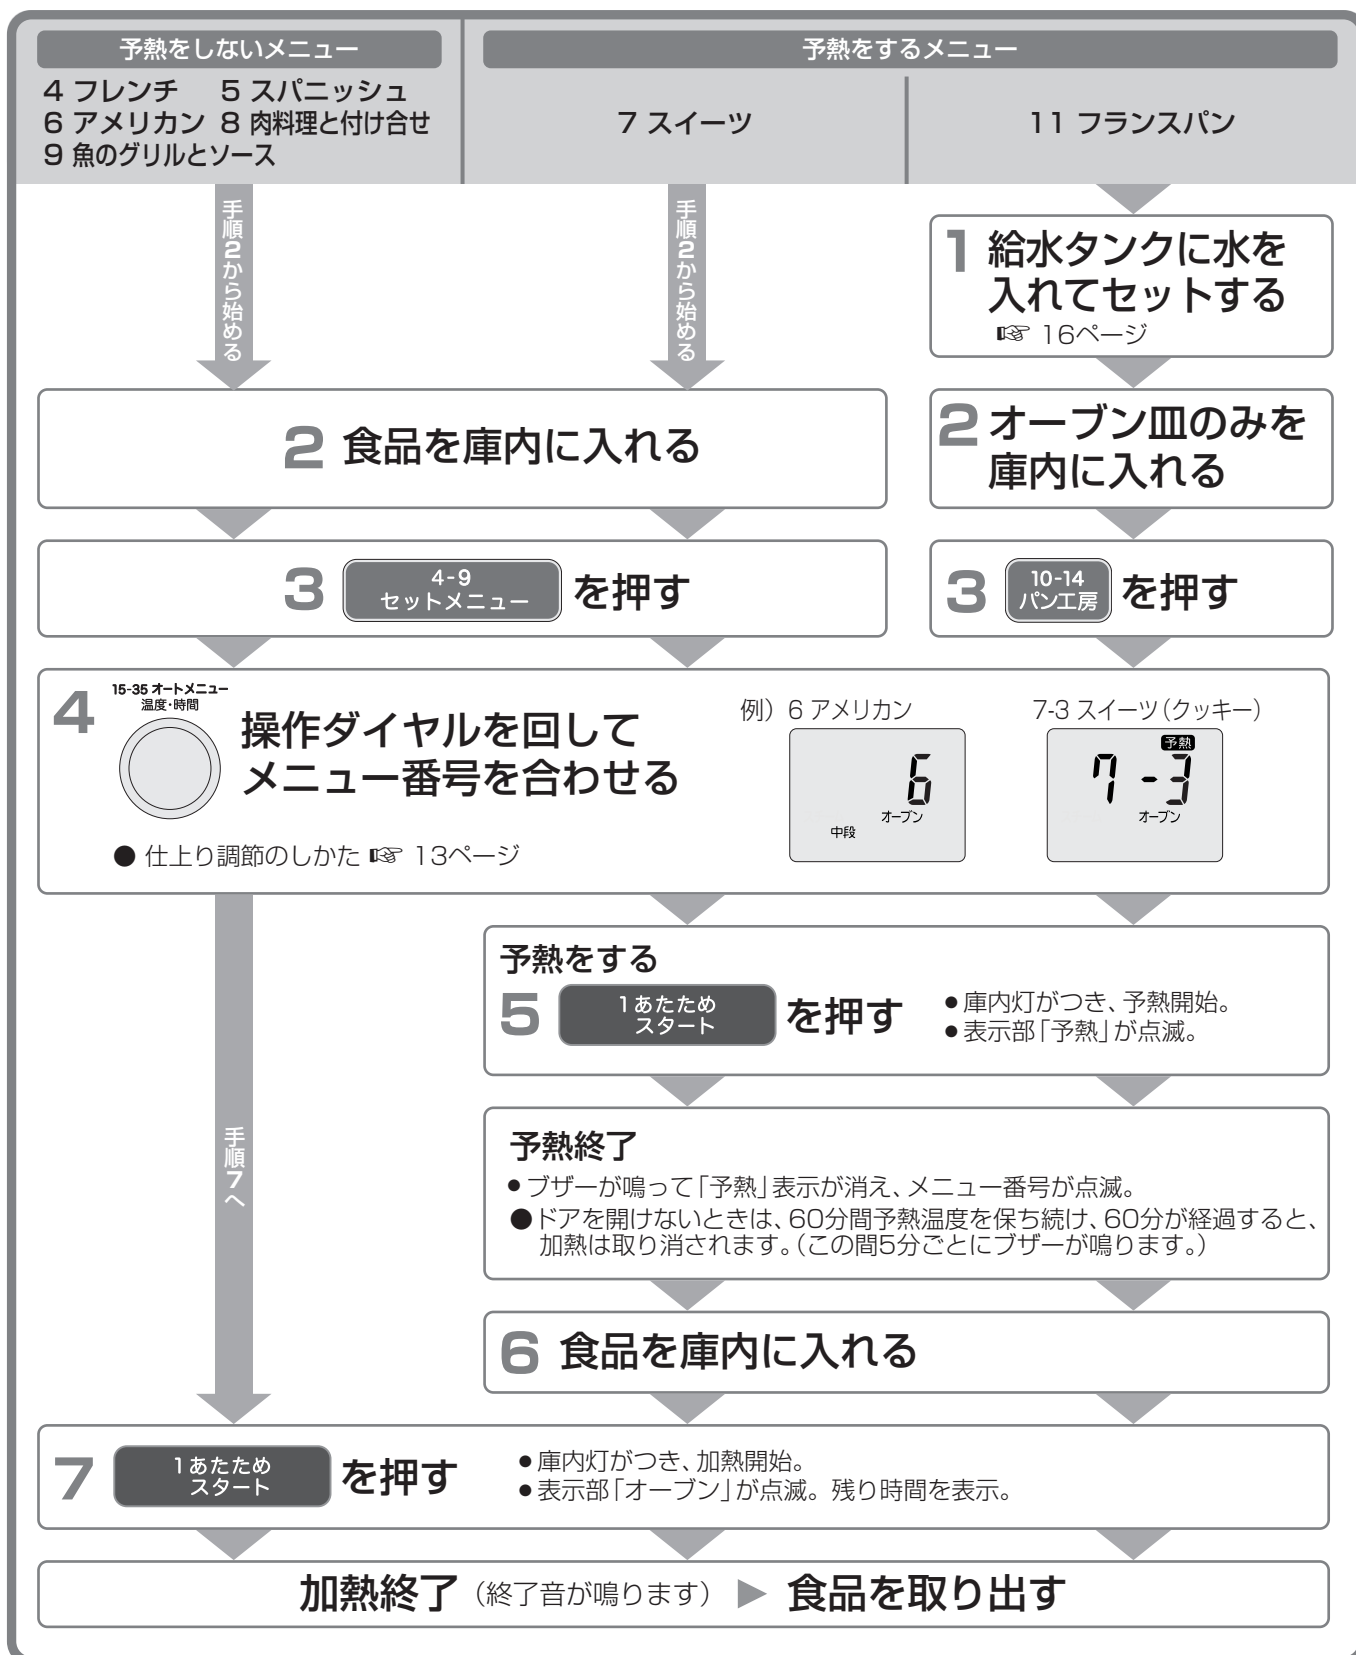 予熱をしないメニュー
4 フレンチ 5 スパニッシュ
6 アメリカン 8 肉料理と付け合せ
9 魚のグリルとソース
予熱をするメニュー
7 スイーツ
11 フランスパン
手順2から始める
手順2から始める
1 給水タンクに水を
入れてセットする
☞ 16ページ
2 食品を庫内に入れる
2 オーブン皿のみを
庫内に入れる
3 4-9
セットメニュー を押す
3 10-14
パン工房 を押す
4 15-35 オートメニュー
温度・時間
操作ダイヤルを回して
メニュー番号を合わせる
● 仕上り調節のしかた ☞ 13ページ
例）6 アメリカン
6
オーブン
中段
7-3 スイーツ（クッキー）
予熱
7-3
オーブン
手順7へ
予熱をする
5 1あたため
スタート を押す
●庫内灯がつき、予熱開始。
●表示部「予熱」が点滅。
予熱終了
●ブザーが鳴って「予熱」表示が消え、メニュー番号が点滅。
●ドアを開けないときは、60分間予熱温度を保ち続け、60分が経過すると、
加熱は取り消されます。（この間5分ごとにブザーが鳴ります。）
6 食品を庫内に入れる
7 1あたため
スタート を押す
●庫内灯がつき、加熱開始。
●表示部「オーブン」が点滅。残り時間を表示。
加熱終了（終了音が鳴ります）▶ 食品を取り出す